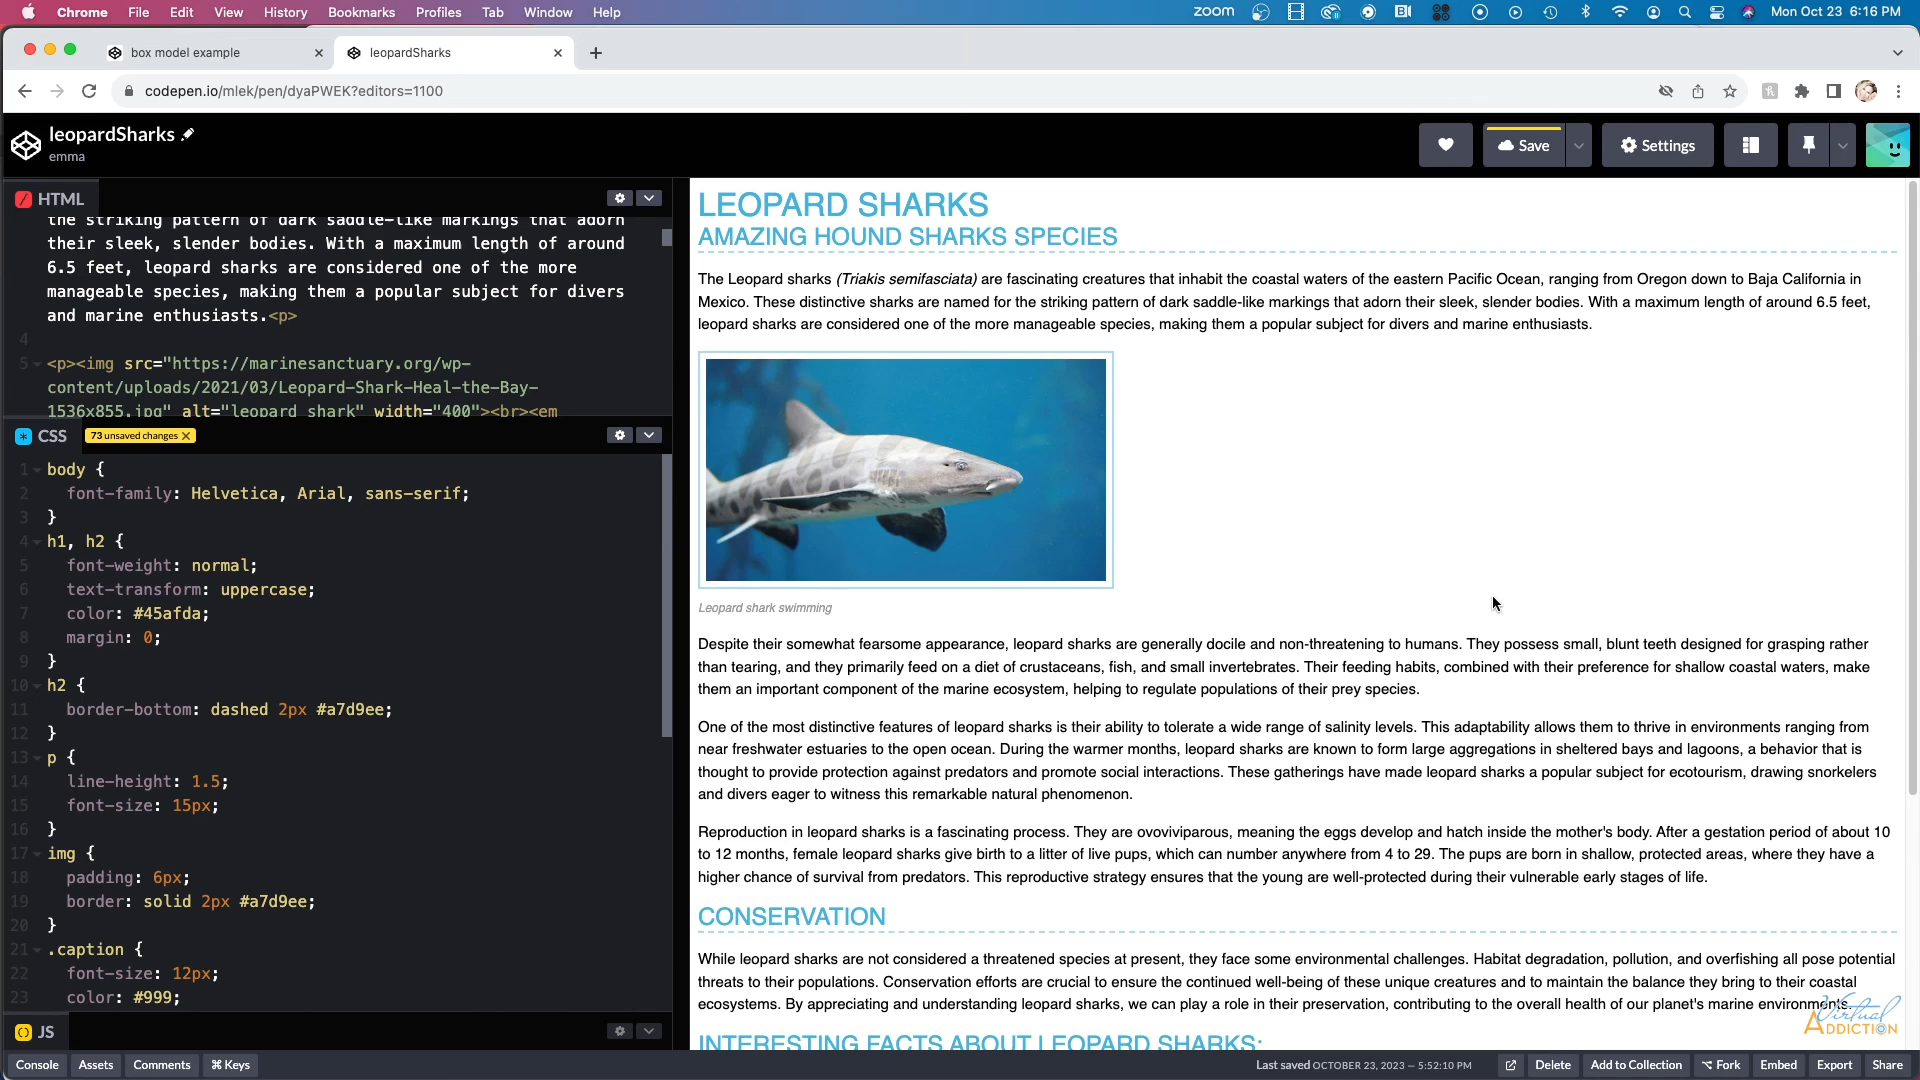 Chrome File Edit View History Bookmarks Profiles Tab Window Help zoom Mon Oct 23 6:16 PM
box model example leopardSharks
codepen.io/mlek/pen/dyaPWEK?editors=1100
leopardSharks
emma
Save Settings
HTML
the striking pattern of dark saddle-like markings that adorn
their sleek, slender bodies. With a maximum length of around
6.5 feet, leopard sharks are considered one of the more
manageable species, making them a popular subject for divers
and marine enthusiasts.<p>
4
5 <p><img src="https://marinesanctuary.org/wp-
content/uploads/2021/03/Leopard-Shark-Heal-the-Bay-
1536x855.jpg" alt="leopard shark" width="400"><br><em
CSS 73 unsaved changes
1 body {
2 font-family: Helvetica, Arial, sans-serif;
3 }
4 h1, h2 {
5 font-weight: normal;
6 text-transform: uppercase;
7 color: #45afda;
8 margin: 0;
9 }
10 h2 {
11 border-bottom: dashed 2px #a7d9ee;
12 }
13 p {
14 line-height: 1.5;
15 font-size: 15px;
16 }
17 img {
18 padding: 6px;
19 border: solid 2px #a7d9ee;
20 }
21 .caption {
22 font-size: 12px;
23 color: #999;
JS
LEOPARD SHARKS
AMAZING HOUND SHARKS SPECIES
The Leopard sharks (Triakis semifasciata) are fascinating creatures that inhabit the coastal waters of the eastern Pacific Ocean, ranging from Oregon down to Baja California in
Mexico. These distinctive sharks are named for the striking pattern of dark saddle-like markings that adorn their sleek, slender bodies. With a maximum length of around 6.5 feet,
leopard sharks are considered one of the more manageable species, making them a popular subject for divers and marine enthusiasts.
Leopard shark swimming
Despite their somewhat fearsome appearance, leopard sharks are generally docile and non-threatening to humans. They possess small, blunt teeth designed for grasping rather
than tearing, and they primarily feed on a diet of crustaceans, fish, and small invertebrates. Their feeding habits, combined with their preference for shallow coastal waters, make
them an important component of the marine ecosystem, helping to regulate populations of their prey species.
One of the most distinctive features of leopard sharks is their ability to tolerate a wide range of salinity levels. This adaptability allows them to thrive in environments ranging from
near freshwater estuaries to the open ocean. During the warmer months, leopard sharks are known to form large aggregations in sheltered bays and lagoons, a behavior that is
thought to provide protection against predators and promote social interactions. These gatherings have made leopard sharks a popular subject for ecotourism, drawing snorkelers
and divers eager to witness this remarkable natural phenomenon.
Reproduction in leopard sharks is a fascinating process. They are ovoviviparous, meaning the eggs develop and hatch inside the mother's body. After a gestation period of about 10
to 12 months, female leopard sharks give birth to a litter of live pups, which can number anywhere from 4 to 29. The pups are born in shallow, protected areas, where they have a
higher chance of survival from predators. This reproductive strategy ensures that the young are well-protected during their vulnerable early stages of life.
CONSERVATION
While leopard sharks are not considered a threatened species at present, they face some environmental challenges. Habitat degradation, pollution, and overfishing all pose potential
threats to their populations. Conservation efforts are crucial to ensure the continued well-being of these unique creatures and to maintain the balance they bring to their coastal
ecosystems. By appreciating and understanding leopard sharks, we can play a role in their preservation, contributing to the overall health of our planet's marine environments.
INTERESTING FACTS ABOUT LEOPARD SHARKS:
Virtual
ADDICTION
Console Assets Comments ⌘ Keys Last saved OCTOBER 23, 2023 — 5:52:10 PM Delete Add to Collection Fork Embed Export Share